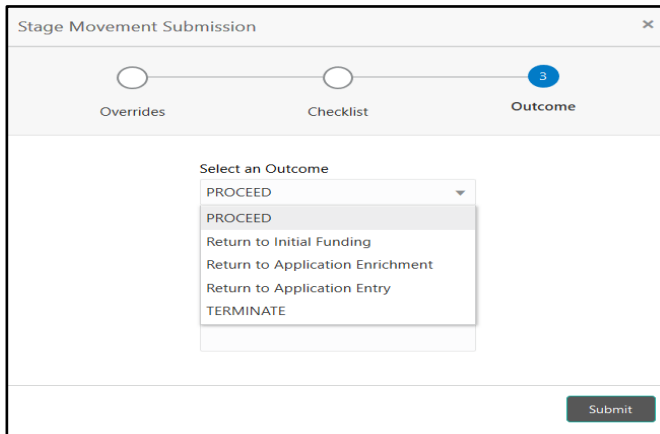 Stage Movement Submission ×
3
Overrides Checklist Outcome
Select an Outcome
PROCEED
PROCEED
Return to Initial Funding
Return to Application Enrichment
Return to Application Entry
TERMINATE
Submit